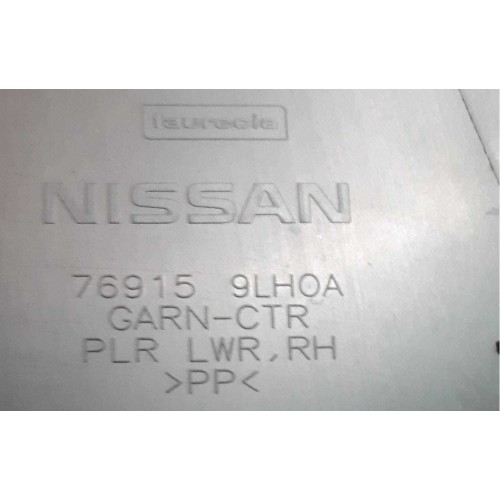 faurecia
NISSAN
76915 9LH0A
GARN-CTR
PLR LWR,RH
>PP<